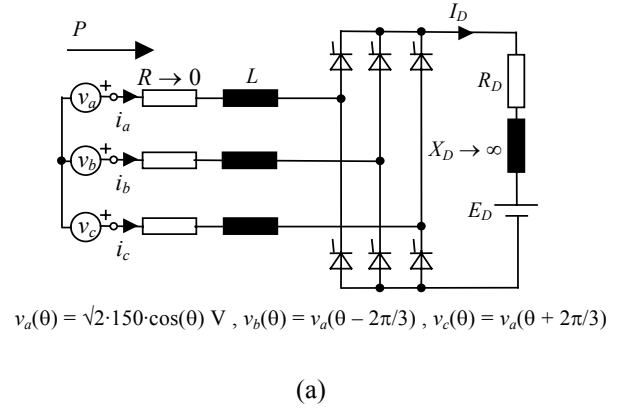 P
I_D
R → 0
L
R_D
v_a
+
i_a
X_D → ∞
v_b
+
i_b
E_D
v_c
+
i_c
v_a(θ) = √2·150·cos(θ) V , v_b(θ) = v_a(θ – 2π/3) , v_c(θ) = v_a(θ + 2π/3)
(a)